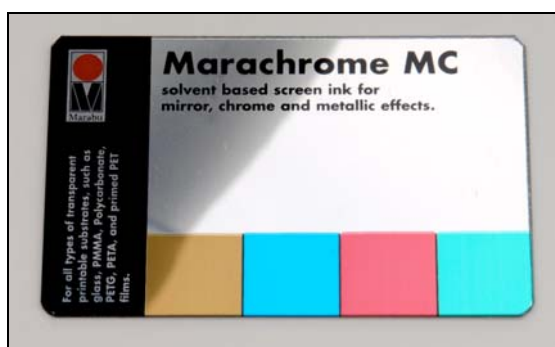 Marachrome MC
solvent based screen ink for
mirror, chrome and metallic effects.
Marabu
For all types of transparent
printable substrates, such as
glass, PMMA, Polycarbonate,
PETG, PETA, and primed PET
films.